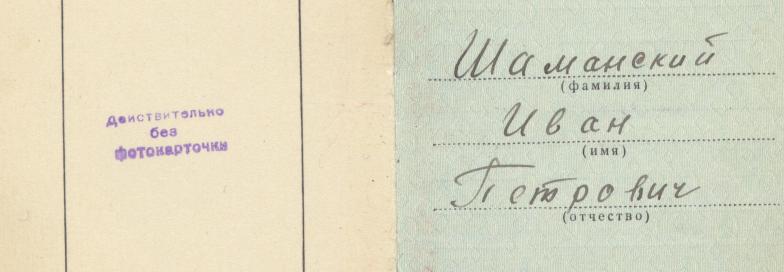 Действительно
без
фотокарточки
Шаманский
(фамилия)
Иван
(имя)
Петрович
(отчество)